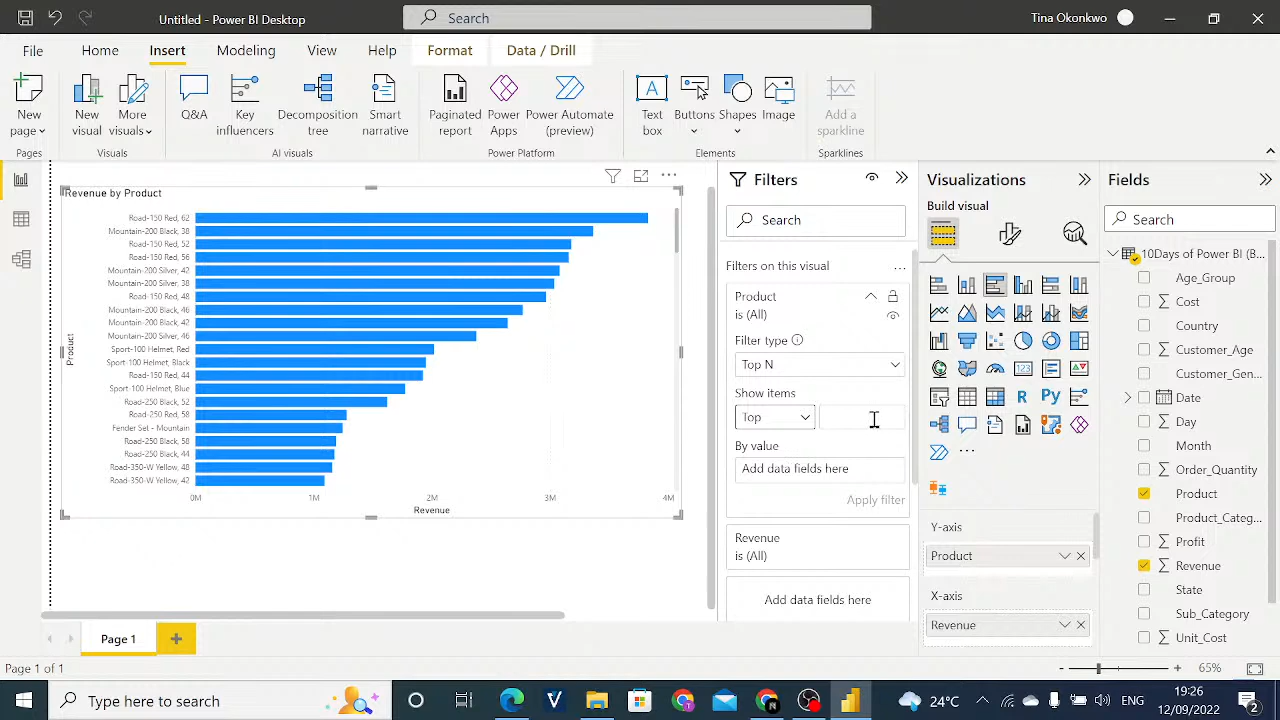 Untitled - Power BI Desktop
Search
Tina Okonkwo
File
Home
Insert
Modeling
View
Help
Format
Data / Drill
New page
New visual
More visuals
Q&A
Key influencers
Decomposition tree
Smart narrative
Paginated report
Power Apps
Power Automate (preview)
Text box
Buttons
Shapes
Image
Add a sparkline
Pages
Visuals
AI visuals
Power Platform
Elements
Sparklines
Revenue by Product
Product
Road-150 Red, 62
Mountain-200 Black, 38
Road-150 Red, 52
Road-150 Red, 56
Mountain-200 Silver, 42
Mountain-200 Silver, 38
Road-150 Red, 48
Mountain-200 Black, 46
Mountain-200 Black, 42
Mountain-200 Silver, 46
Sport-100 Helmet, Red
Sport-100 Helmet, Black
Road-150 Red, 44
Sport-100 Helmet, Blue
Road-250 Black, 52
Road-250 Red, 58
Fender Set - Mountain
Road-250 Black, 58
Road-250 Black, 44
Road-350-W Yellow, 48
Road-350-W Yellow, 42
0M 1M 2M 3M 4M
Revenue
Filters
Search
Filters on this visual
...
Product
is (All)
Filter type
Top N
Show items
Top
By value
Add data fields here
Apply filter
Revenue
is (All)
Add data fields here
Visualizations
Build visual
123
R
Py
...
Y-axis
Product
X-axis
Revenue
Fields
Search
10Days of Power BI (B...
Age_Group
Cost
Country
Customer_Age
Customer_Gen...
Date
Day
Month
Order_Quantity
Product
Product_Categ...
Profit
Revenue
State
Sub_Category
Unit_Cost
Page 1
Page 1 of 1
65%
Type here to search
24°C
ENG
19:26
12/09/2022
2